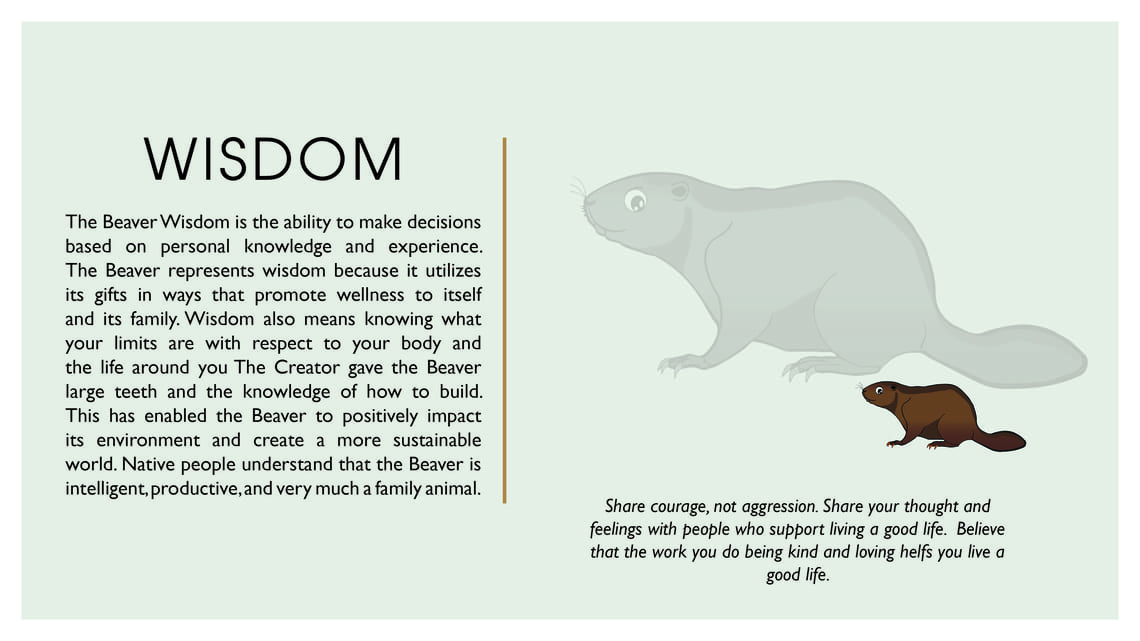 WISDOM
The Beaver Wisdom is the ability to make decisions
based on personal knowledge and experience.
The Beaver represents wisdom because it utilizes
its gifts in ways that promote wellness to itself
and its family. Wisdom also means knowing what
your limits are with respect to your body and
the life around you The Creator gave the Beaver
large teeth and the knowledge of how to build.
This has enabled the Beaver to positively impact
its environment and create a more sustainable
world. Native people understand that the Beaver is
intelligent, productive, and very much a family animal.
Share courage, not aggression. Share your thought and
feelings with people who support living a good life. Believe
that the work you do being kind and loving helfs you live a
good life.